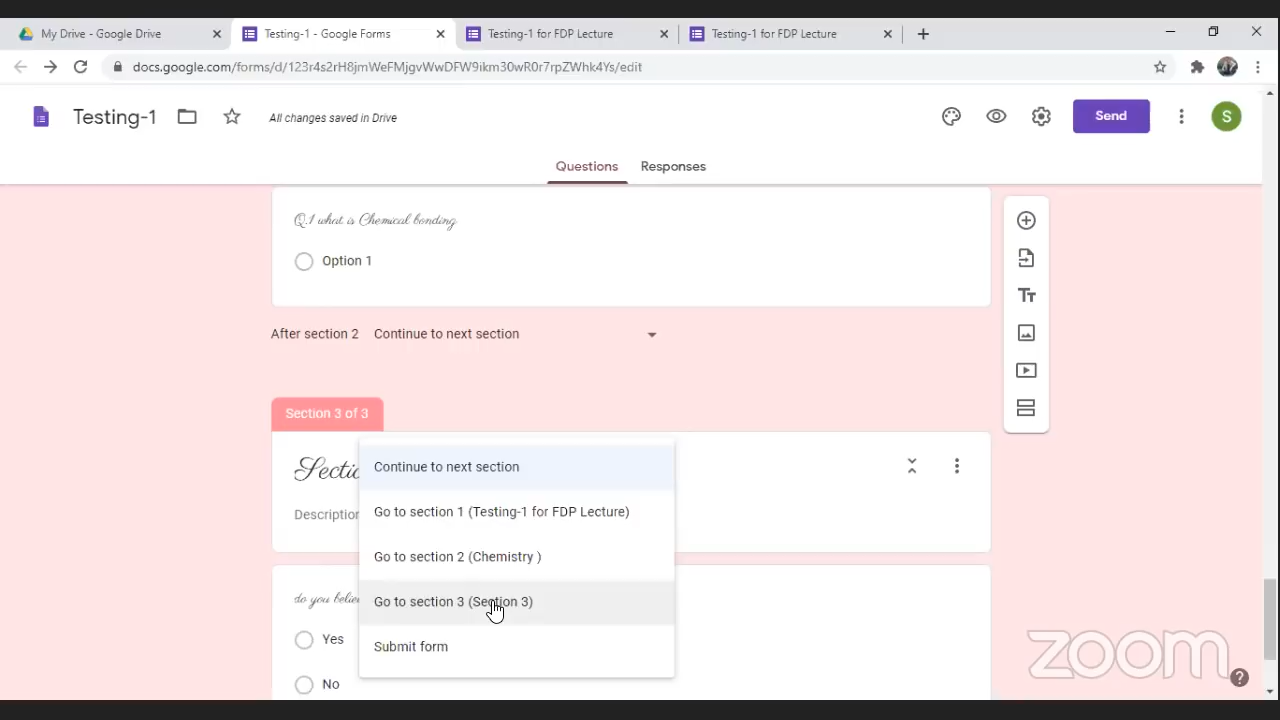 My Drive - Google Drive
Testing-1 - Google Forms
Testing-1 for FDP Lecture
Testing-1 for FDP Lecture
docs.google.com/forms/d/123r4s2rH8jmWeFMjgvWwDFW9ikm30wR0r7rpZWhk4Ys/edit
Testing-1
All changes saved in Drive
Send
S
Questions
Responses
Q.1 what is Chemical bonding
Option 1
After section 2
Continue to next section
Section 3 of 3
Sectio
Description
Continue to next section
Go to section 1 (Testing-1 for FDP Lecture)
Go to section 2 (Chemistry )
Go to section 3 (Section 3)
Submit form
do you belie
Yes
No
zoom